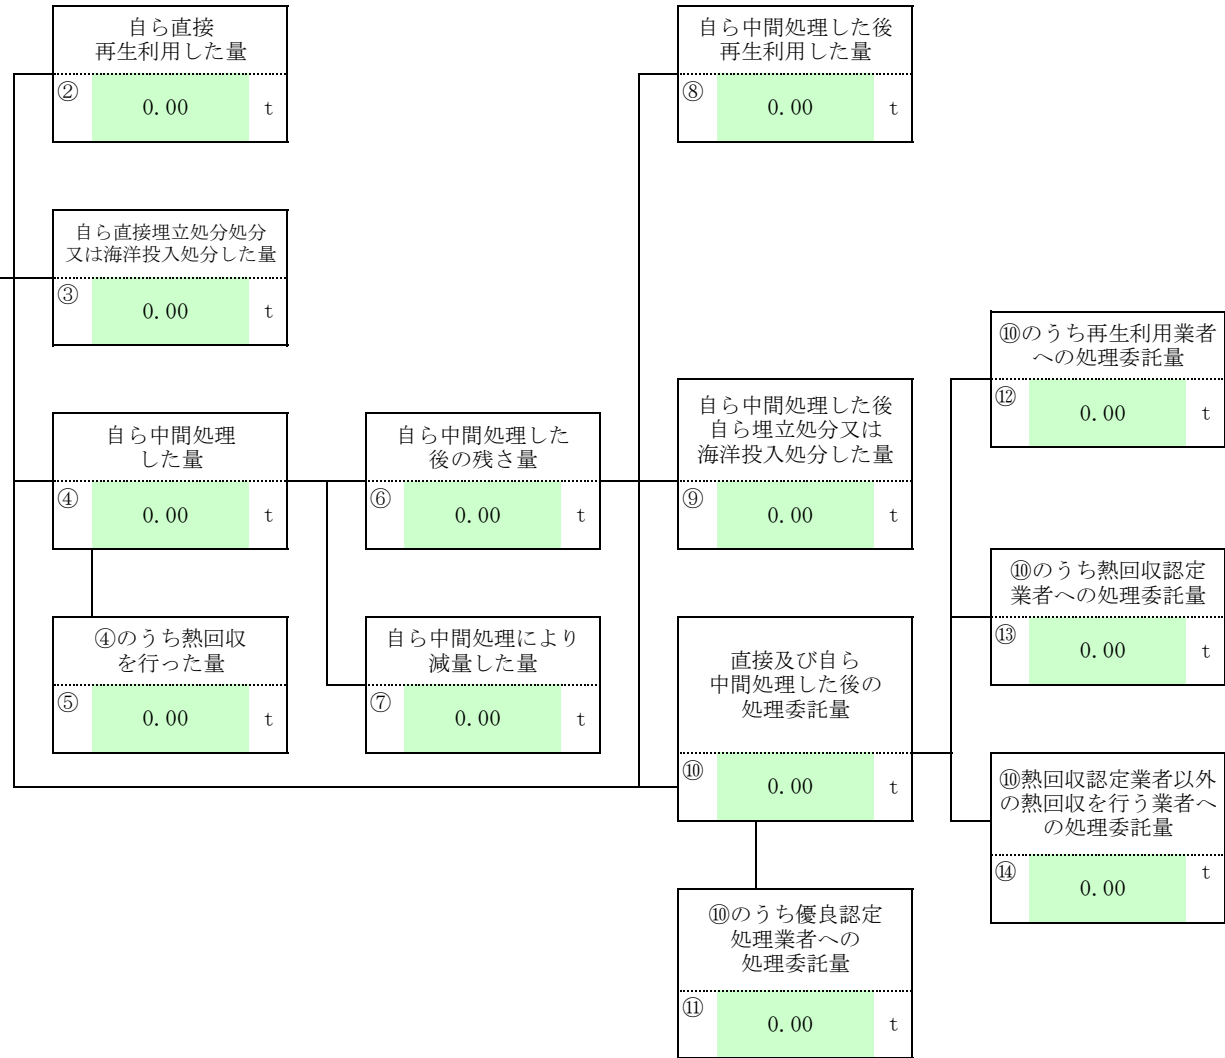 自ら直接
再生利用した量
②
0.00
t
自ら中間処理した後
再生利用した量
⑧
0.00
t
自ら直接埋立処分処分
又は海洋投入処分した量
③
0.00
t
⑩のうち再生利用業者
への処理委託量
⑫
0.00
t
自ら中間処理
した量
④
0.00
t
自ら中間処理した
後の残さ量
⑥
0.00
t
自ら中間処理した後
自ら埋立処分又は
海洋投入処分した量
⑨
0.00
t
⑩のうち熱回収認定
業者への処理委託量
⑬
0.00
t
④のうち熱回収
を行った量
⑤
0.00
t
自ら中間処理により
減量した量
⑦
0.00
t
直接及び自ら
中間処理した後の
処理委託量
⑩
0.00
t
⑩熱回収認定業者以外
の熱回収を行う業者へ
の処理委託量
⑭
0.00
t
⑩のうち優良認定
処理業者への
処理委託量
⑪
0.00
t